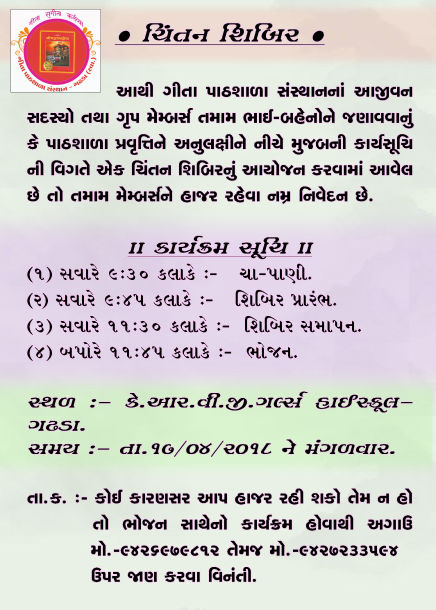 ● ચિંતન શિબિર ●
આથી ગીતા પાઠશાળા સંસ્થાનનાં આજીવન
સદસ્યો તથા ગૃપ મેમ્બર્સ તમામ ભાઈ-બહેનોને જણાવવાનું
કે પાઠશાળા પ્રવૃત્તિને અનુલક્ષીને નીચે મુજબની કાર્યસૂચિ
ની વિગતે એક ચિંતન શિબિરનું આયોજન કરવામાં આવેલ
છે તો તમામ મેમ્બર્સને હાજર રહેવા નમ્ર નિવેદન છે.
॥ કાર્યક્રમ સૂચિ ॥
(૧) સવારે ૯:૩૦ કલાકે :- ચા-પાણી.
(૨) સવારે ૯:૪૫ કલાકે :- શિબિર પ્રારંભ.
(૩) સવારે ૧૧:૩૦ કલાકે :- શિબિર સમાપન.
(૪) બપોરે ૧૧:૪૫ કલાકે :- ભોજન.
સ્થળ :- કે.આર.વી.જી.ગર્લ્સ હાઈસ્કૂલ-
ગઢડા.
સમય :- તા.૧૭/૦૪/૨૦૧૮ ને મંગળવાર.
તા.ક. :- કોઈ કારણસર આપ હાજર રહી શકો તેમ ન હો
તો ભોજન સાથેનો કાર્યક્રમ હોવાથી અગાઉ
મો.-૯૪૨૬૯૭૯૮૧૨ તેમજ મો.-૯૪૨૭૨૩૩૫૯૪
ઉપર જાણ કરવા વિનંતી.